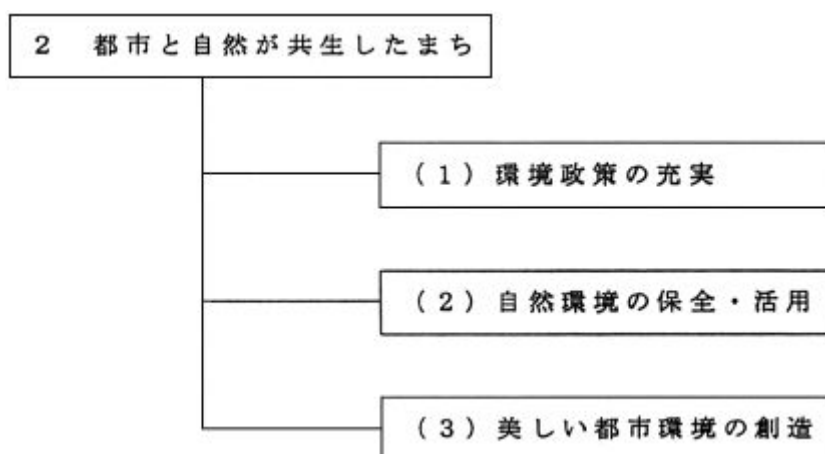 2　都市と自然が共生したまち
(1)環境政策の充実
(2)自然環境の保全・活用
(3)美しい都市環境の創造